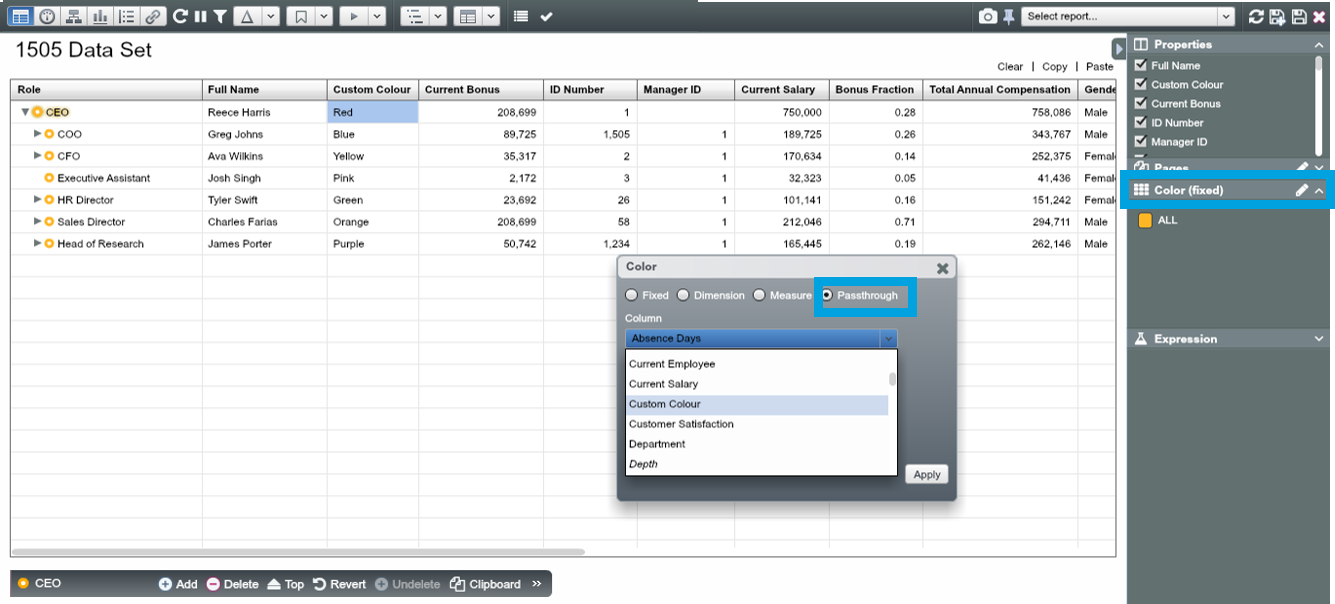 Select report...
1505 Data Set
Clear | Copy | Paste
Role Full Name Custom Colour Current Bonus ID Number Manager ID Current Salary Bonus Fraction Total Annual Compensation Gende
CEO Reece Harris Red 208,699 1 750,000 0.28 758,086 Male
COO Greg Johns Blue 89,725 1,505 1 189,725 0.26 343,767 Male
CFO Ava Wilkins Yellow 35,317 2 1 170,634 0.14 252,375 Femal
Executive Assistant Josh Singh Pink 2,172 3 1 32,323 0.05 41,436 Femal
HR Director Tyler Swift Green 23,692 26 1 101,141 0.16 151,242 Femal
Sales Director Charles Farias Orange 208,699 58 1 212,046 0.71 294,711 Male
Head of Research James Porter Purple 50,742 1,234 1 165,445 0.19 262,146 Male
Color
Fixed Dimension Measure Passthrough
Column
Absence Days
Current Employee
Current Salary
Custom Colour
Customer Satisfaction
Department
Depth
Apply
Properties
Full Name
Custom Colour
Current Bonus
ID Number
Manager ID
Pages
Color (fixed)
ALL
Expression
CEO Add Delete Top Revert Undelete Clipboard »